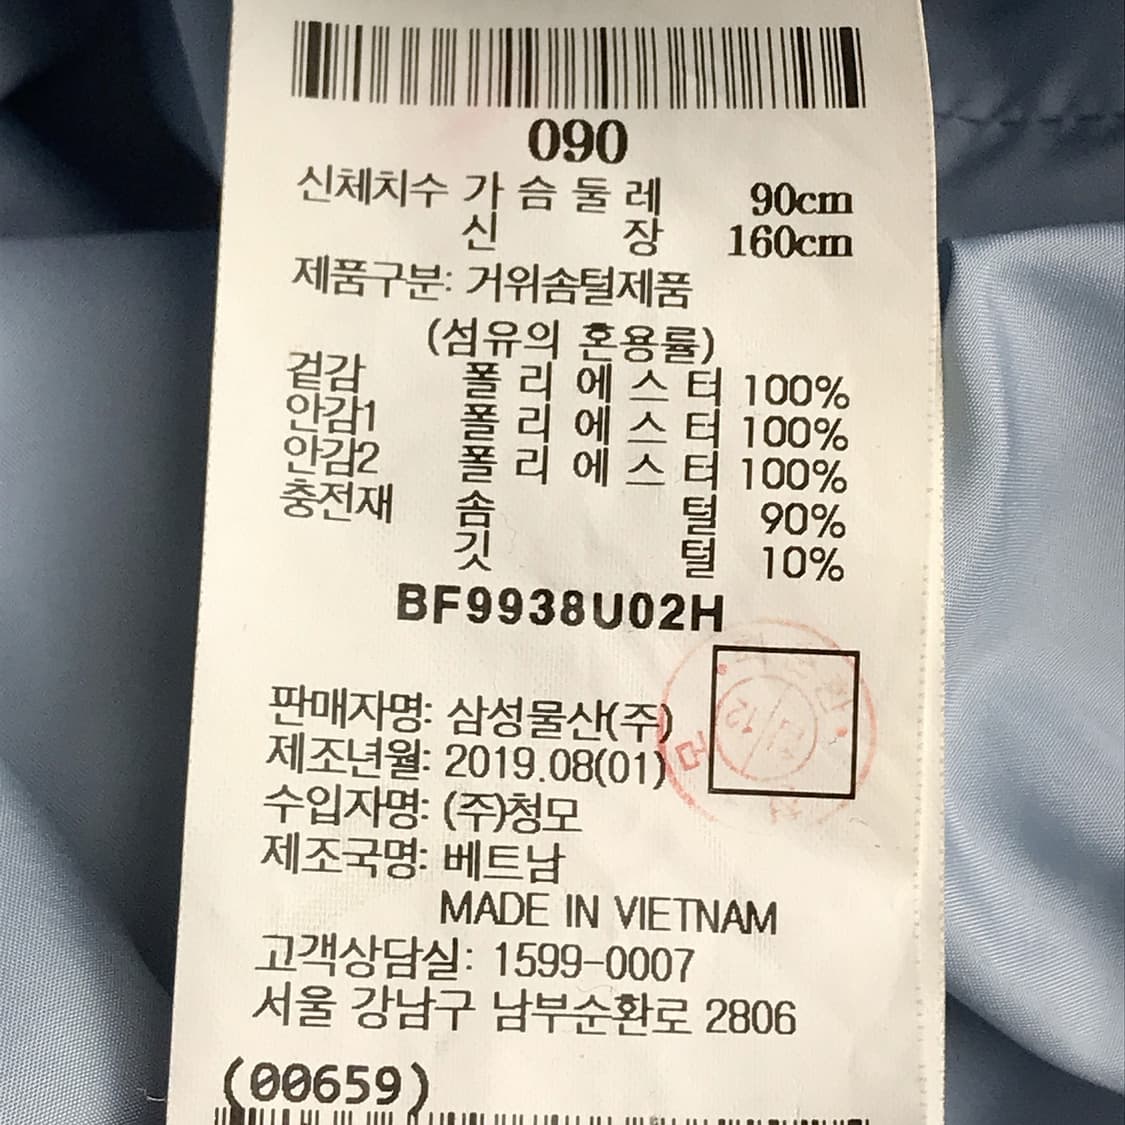 090
신체치수 가 슴 둘 레 90cm
신 장 160cm
제품구분: 거위솜털제품
(섬유의 혼용률)
겉감 폴 리 에 스 터 100%
안감1 폴 리 에 스 터 100%
안감2 폴 리 에 스 터 100%
충전재 솜 털 90%
깃 털 10%
BF9938U02H
판매자명: 삼성물산(주)
제조년월: 2019.08(01)
수입자명: (주)청모
제조국명: 베트남
MADE IN VIETNAM
고객상담실: 1599-0007
서울 강남구 남부순환로 2806
(00659)